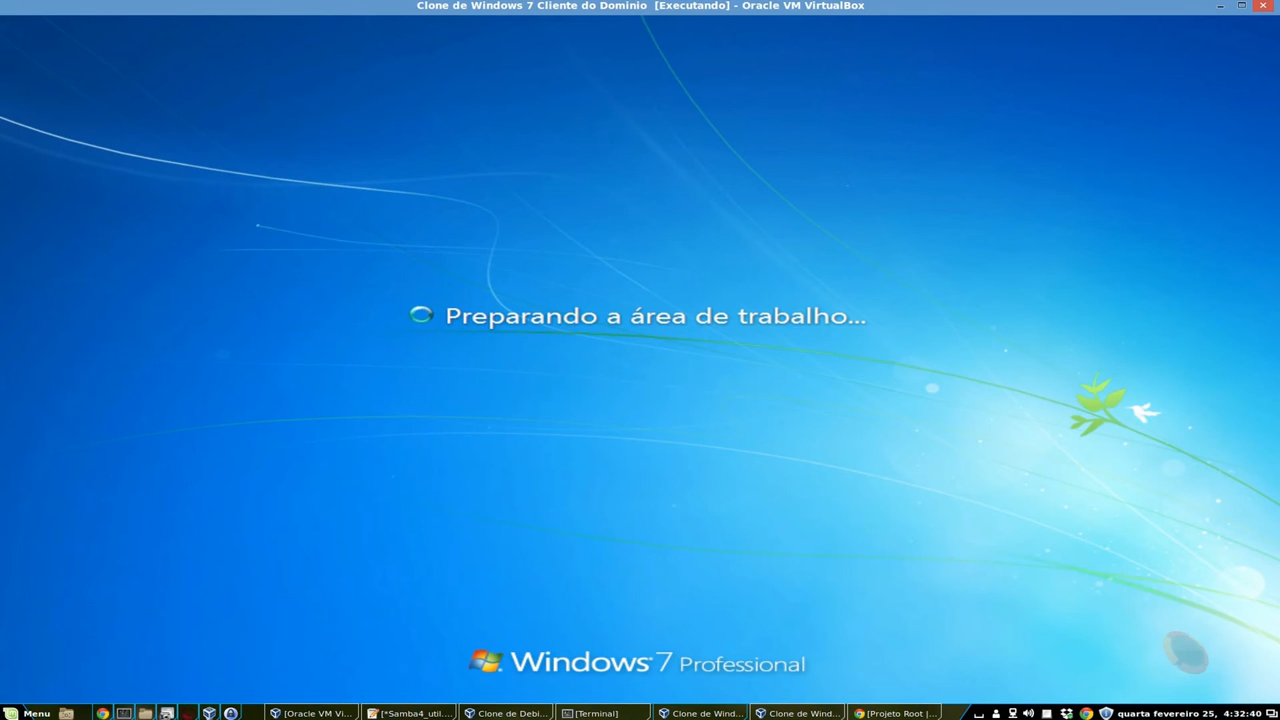 Clone de Windows 7 Cliente do Dominio [Executando] - Oracle VM VirtualBox
Preparando a área de trabalho...
Windows 7 Professional
Menu
[Oracle VM Vi...
[*Samba4_util....
Clone de Debi...
[Terminal]
Clone de Wind...
Clone de Wind...
[Projeto Root |...
quarta fevereiro 25, 4:32:40